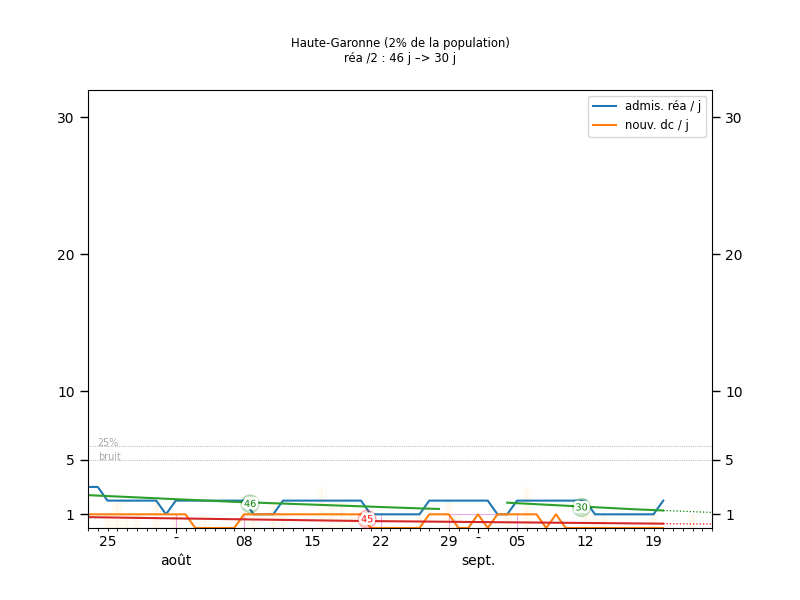 Haute-Garonne (2% de la population)
réa /2 : 46 j –> 30 j
admis. réa / j
nouv. dc / j
30 30
20 20
10 10
25%
5 bruit 5
46
30
45
1 1
25 - 08 15 22 29 - 05 12 19
août sept.